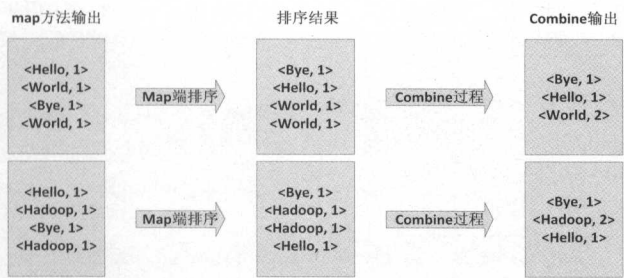 map方法输出 排序结果 Combine输出
<Hello, 1>
<World, 1>
<Bye, 1>
<World, 1>
Map端排序
<Bye, 1>
<Hello, 1>
<World, 1>
<World, 1>
Combine过程
<Bye, 1>
<Hello, 1>
<World, 2>
<Hello, 1>
<Hadoop, 1>
<Bye, 1>
<Hadoop, 1>
Map端排序
<Bye, 1>
<Hadoop, 1>
<Hadoop, 1>
<Hello, 1>
Combine过程
<Bye, 1>
<Hadoop, 2>
<Hello, 1>